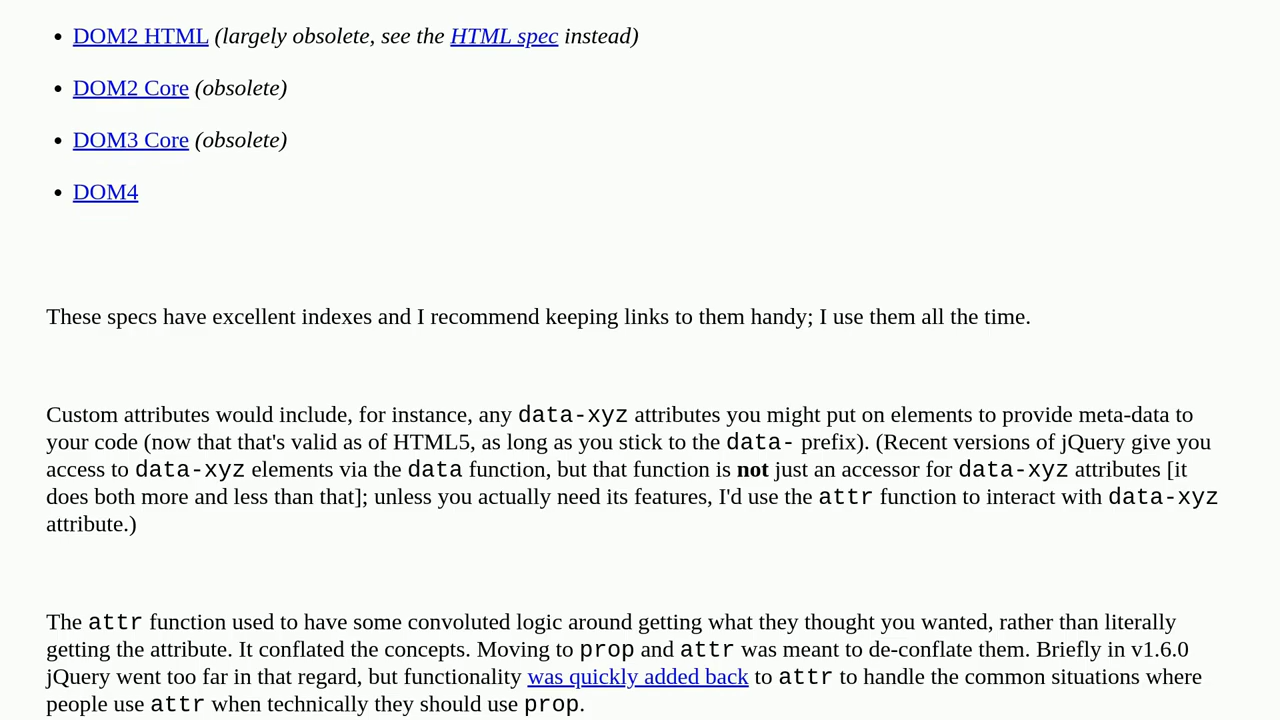 DOM2 HTML (largely obsolete, see the HTML spec instead)
DOM2 Core (obsolete)
DOM3 Core (obsolete)
DOM4
These specs have excellent indexes and I recommend keeping links to them handy; I use them all the time.
Custom attributes would include, for instance, any data-xyz attributes you might put on elements to provide meta-data to
your code (now that that's valid as of HTML5, as long as you stick to the data- prefix). (Recent versions of jQuery give you
access to data-xyz elements via the data function, but that function is not just an accessor for data-xyz attributes [it
does both more and less than that]; unless you actually need its features, I'd use the attr function to interact with data-xyz
attribute.)
The attr function used to have some convoluted logic around getting what they thought you wanted, rather than literally
getting the attribute. It conflated the concepts. Moving to prop and attr was meant to de-conflate them. Briefly in v1.6.0
jQuery went too far in that regard, but functionality was quickly added back to attr to handle the common situations where
people use attr when technically they should use prop.